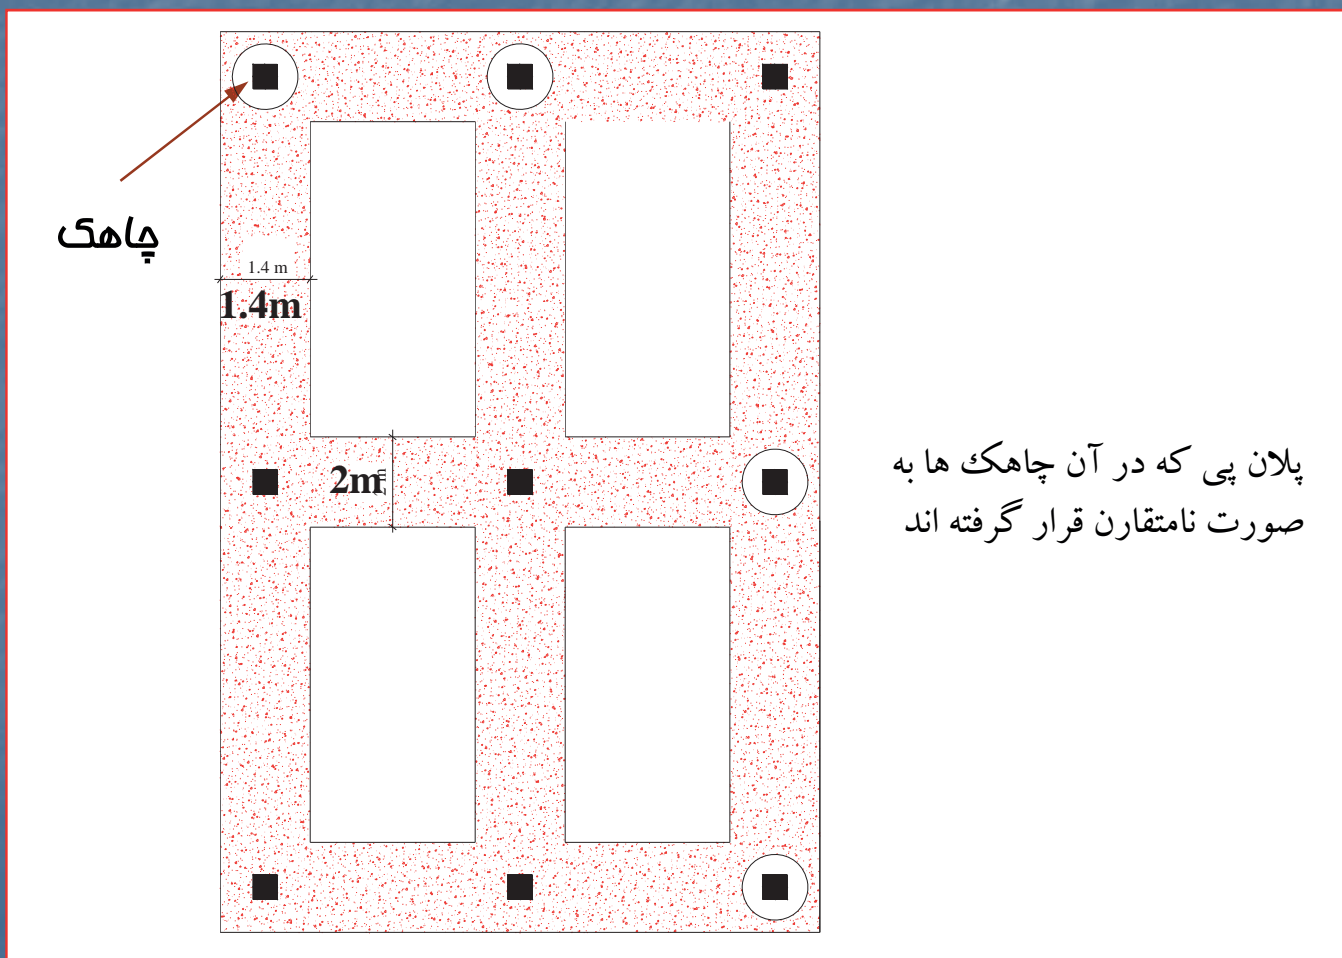 چاهک
1.4 m
1.4m
2m
پلان پی که در آن چاهک ها به
صورت نامتقارن قرار گرفته اند